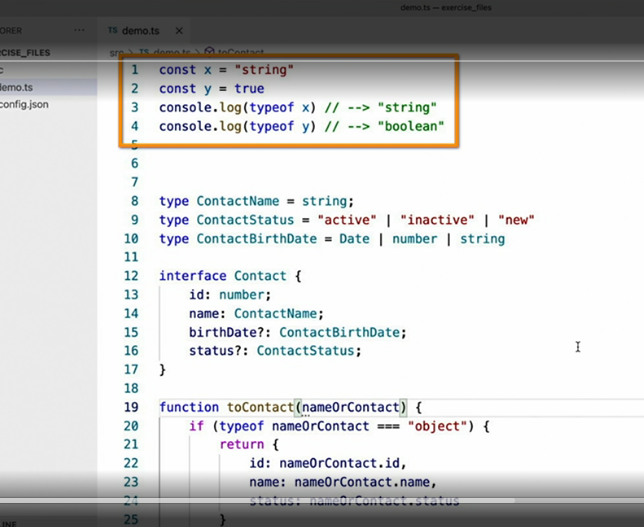 demo.ts — exercise_files
ORER ... TS demo.ts ×
RCISE_FILES src > TS demo.ts > toContact
c
emo.ts
config.json
1 const x = "string"
2 const y = true
3 console.log(typeof x) // --> "string"
4 console.log(typeof y) // --> "boolean"
5
6
7
8 type ContactName = string;
9 type ContactStatus = "active" | "inactive" | "new"
10 type ContactBirthDate = Date | number | string
11
12 interface Contact {
13 id: number;
14 name: ContactName;
15 birthDate?: ContactBirthDate;
16 status?: ContactStatus;
17 }
18
19 function toContact(nameOrContact) {
20 if (typeof nameOrContact === "object") {
21 return {
22 id: nameOrContact.id,
23 name: nameOrContact.name,
24 status: nameOrContact.status
25 }
INE